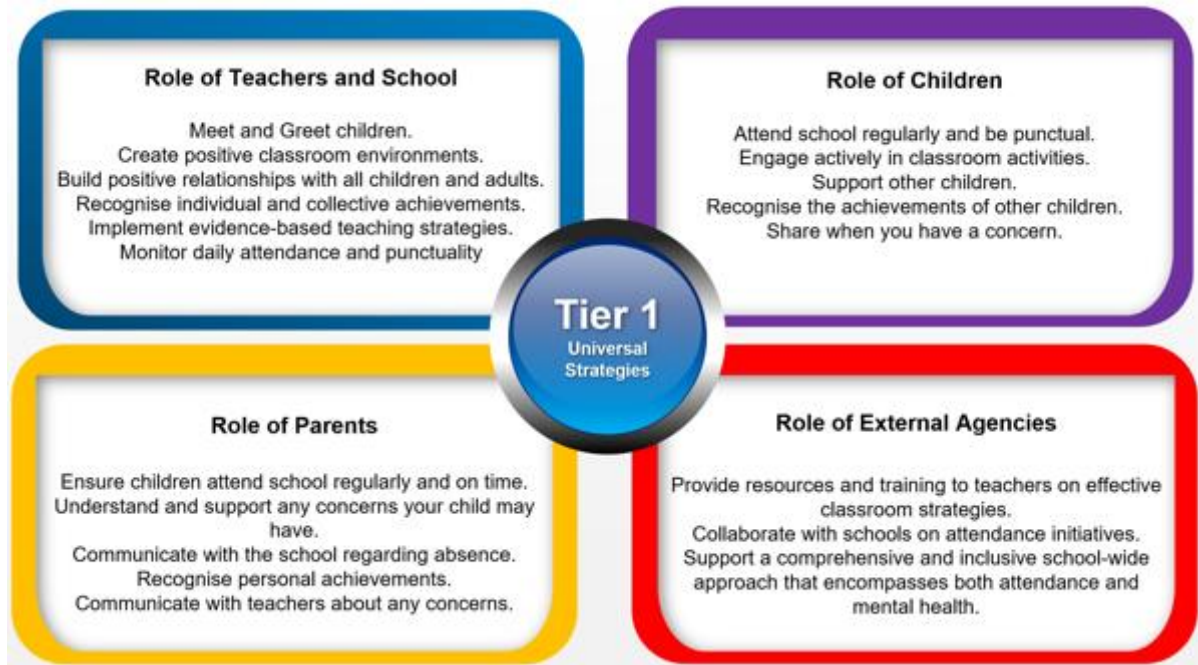 Role of Teachers and School
Meet and Greet children.
Create positive classroom environments.
Build positive relationships with all children and adults.
Recognise individual and collective achievements.
Implement evidence-based teaching strategies.
Monitor daily attendance and punctuality
Role of Children
Attend school regularly and be punctual.
Engage actively in classroom activities.
Support other children.
Recognise the achievements of other children.
Share when you have a concern.
Tier 1
Universal
Strategies
Role of Parents
Ensure children attend school regularly and on time.
Understand and support any concerns your child may
have.
Communicate with the school regarding absence.
Recognise personal achievements.
Communicate with teachers about any concerns.
Role of External Agencies
Provide resources and training to teachers on effective
classroom strategies.
Collaborate with schools on attendance initiatives.
Support a comprehensive and inclusive school-wide
approach that encompasses both attendance and
mental health.